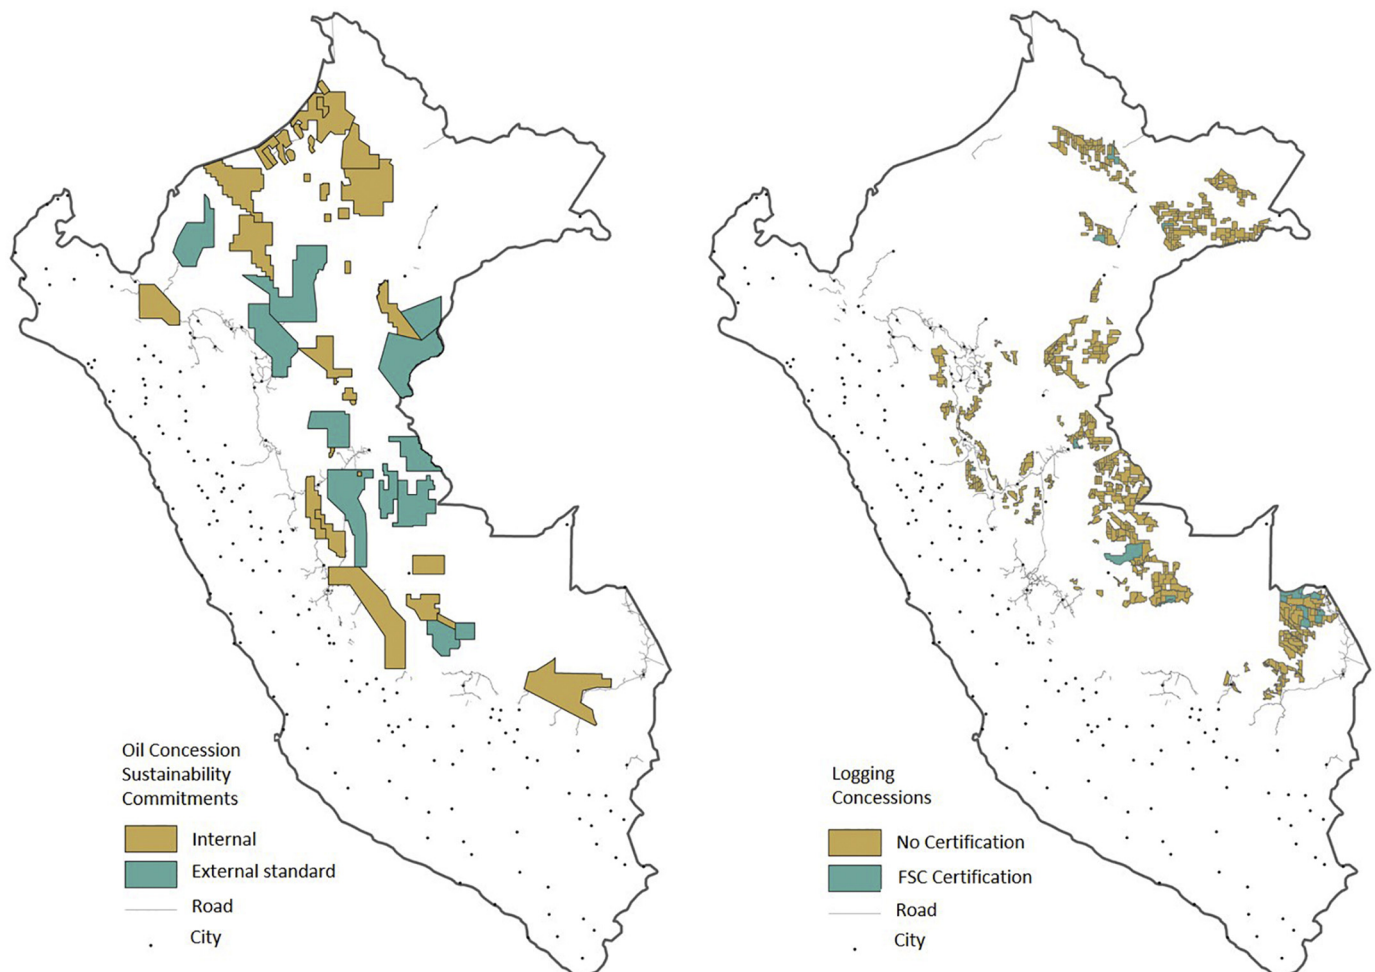 Oil Concession
Sustainability
Commitments
Internal
External standard
Road
City
Logging
Concessions
No Certification
FSC Certification
Road
City